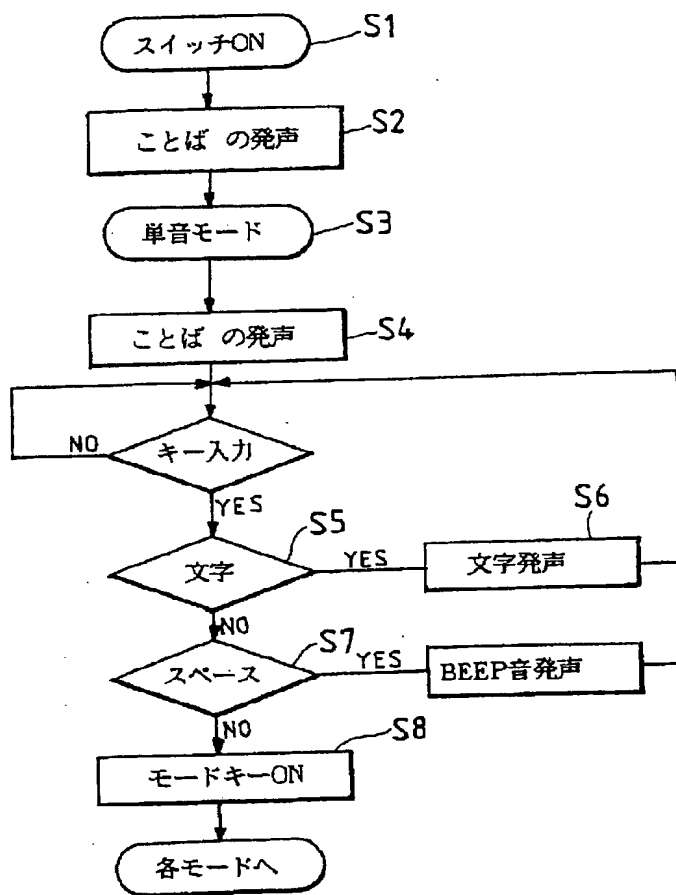 スイッチON
S1
ことば の発声
S2
単音モード
S3
ことば の発声
S4
キー入力
NO
YES
文字
S5
YES
文字発声
S6
NO
スペース
S7
YES
BEEP音発声
NO
モードキーON
S8
各モードへ